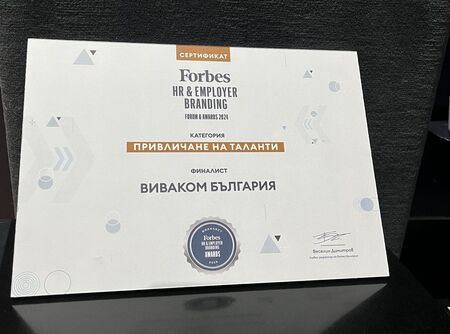 СЕРТИФИКАТ
Forbes
HR & EMPLOYER
BRANDING
FORUM & AWARDS 2024
КАТЕГОРИЯ
ПРИВЛИЧАНЕ НА ТАЛАНТИ
ФИНАЛИСТ
ВИВАКОМ БЪЛГАРИЯ
Forbes
HR & EMPLOYER
BRANDING
AWARDS
Веселин Димитров